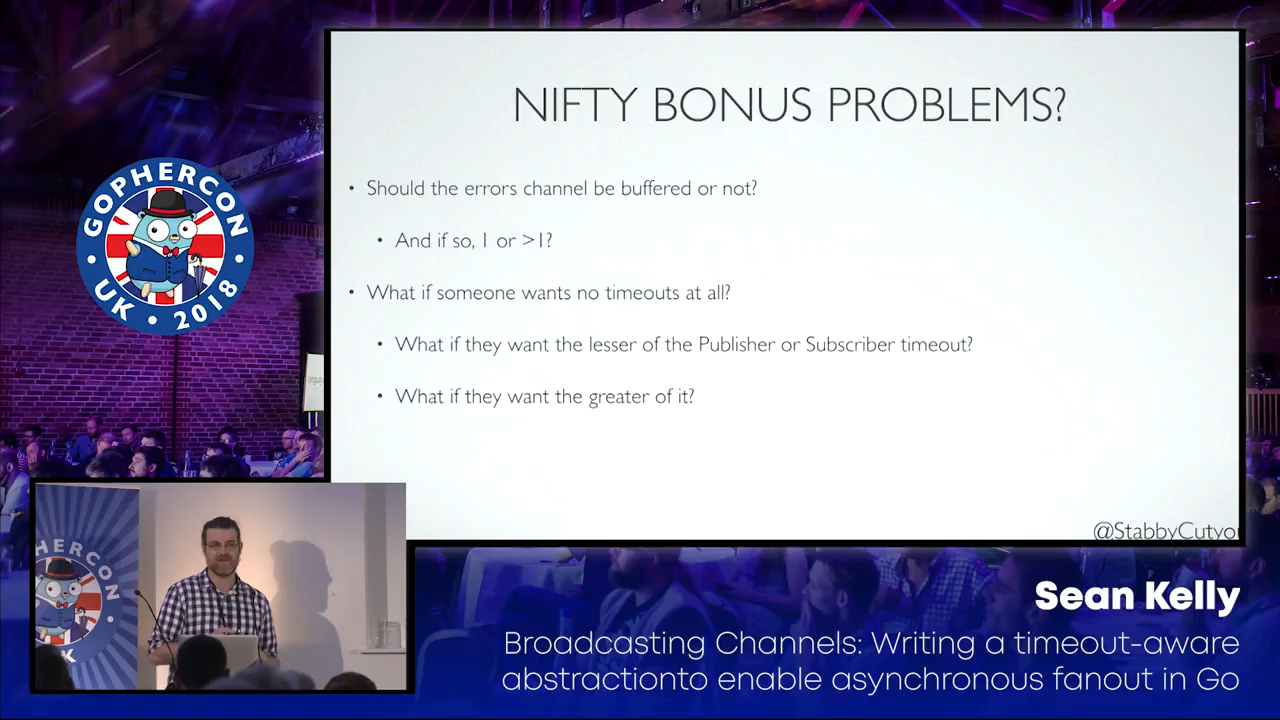 NIFTY BONUS PROBLEMS?
• Should the errors channel be buffered or not?
• And if so, 1 or >1?
• What if someone wants no timeouts at all?
• What if they want the lesser of the Publisher or Subscriber timeout?
• What if they want the greater of it?
@StabbyCutyou
GOPHERCON
UK • 2018
HERCON
K
Sean Kelly
Broadcasting Channels: Writing a timeout-aware
abstractionto enable asynchronous fanout in Go